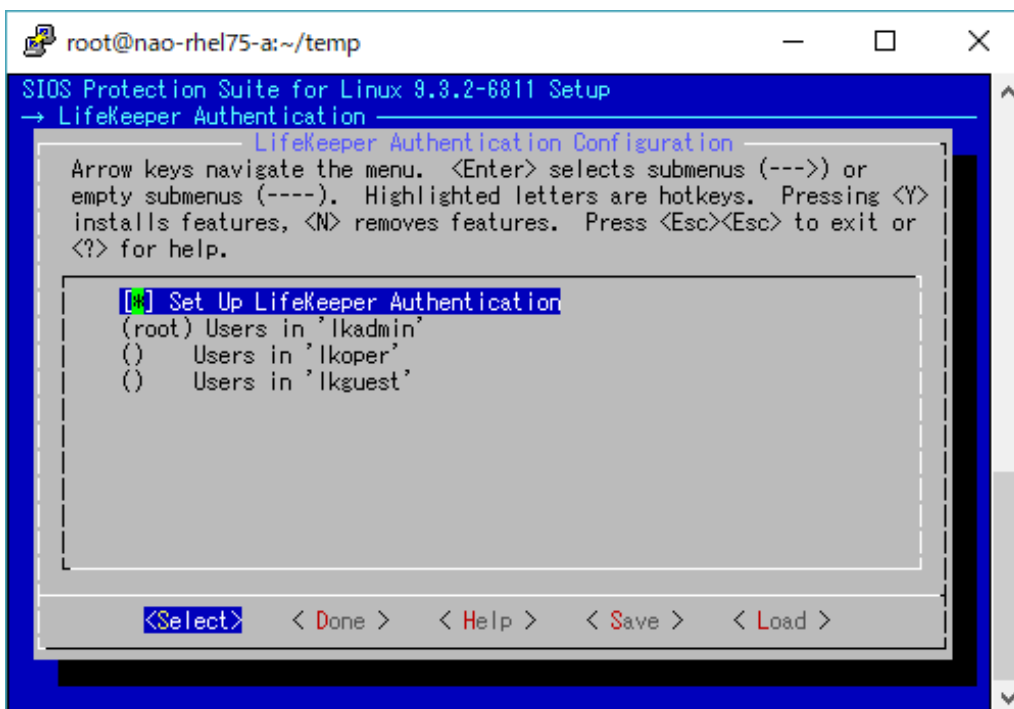 root@nao-rhel75-a:~/temp
SIOS Protection Suite for Linux 9.3.2-6811 Setup
→ LifeKeeper Authentication
LifeKeeper Authentication Configuration
Arrow keys navigate the menu.  <Enter> selects submenus (--->) or
empty submenus (----).  Highlighted letters are hotkeys.  Pressing <Y>
installs features, <N> removes features.  Press <Esc><Esc> to exit or
<?> for help.
[*] Set Up LifeKeeper Authentication
(root) Users in 'lkadmin'
()    Users in 'lkoper'
()    Users in 'lkguest'
<Select>    < Done >    < Help >    < Save >    < Load >